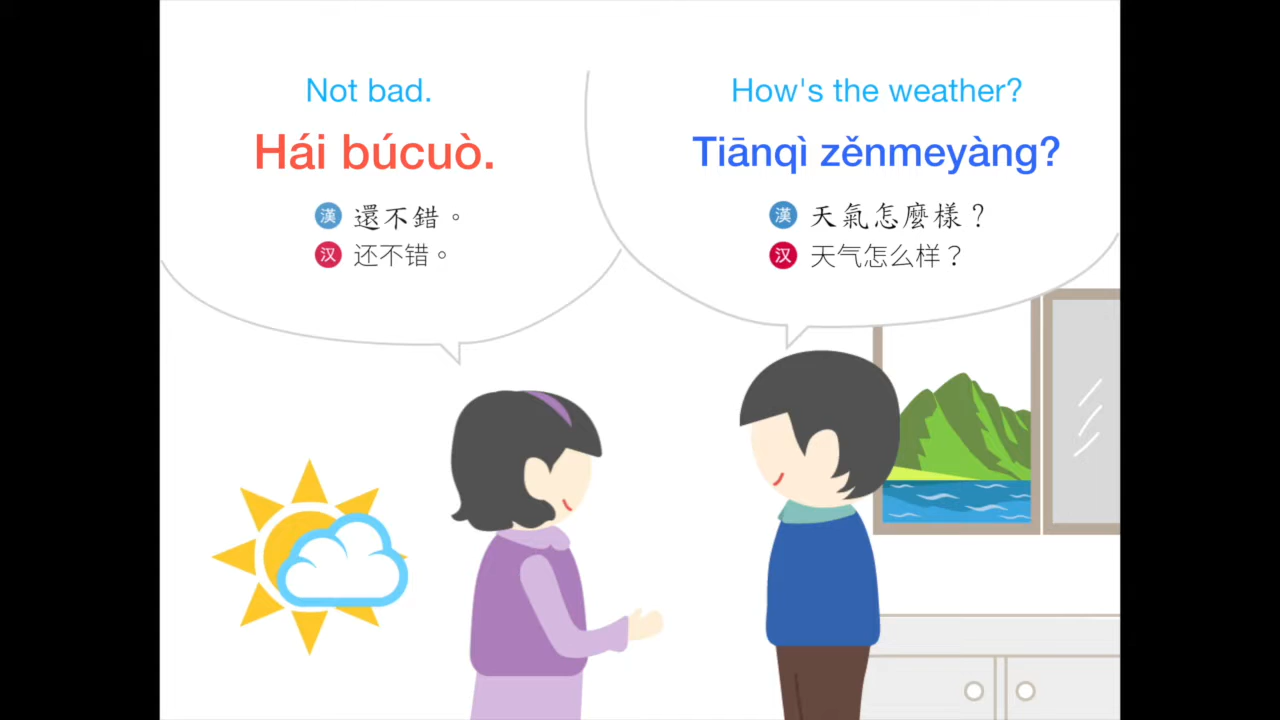 Not bad.
Hái búcuò.
漢 還不錯。
汉 还不错。
How's the weather?
Tiānqì zěnmeyàng?
漢 天氣怎麼樣？
汉 天气怎么样？